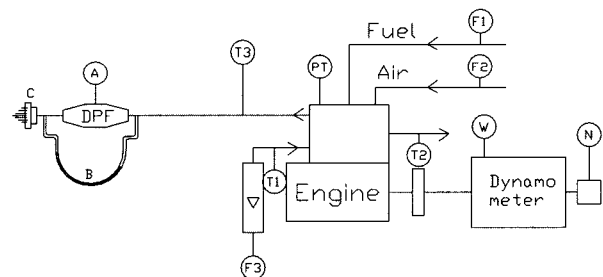 F1
Fuel
T3
PT
F2
A
Air
C
DPF
W
N
T2
B
T1
Engine
Dynamo
meter
F3